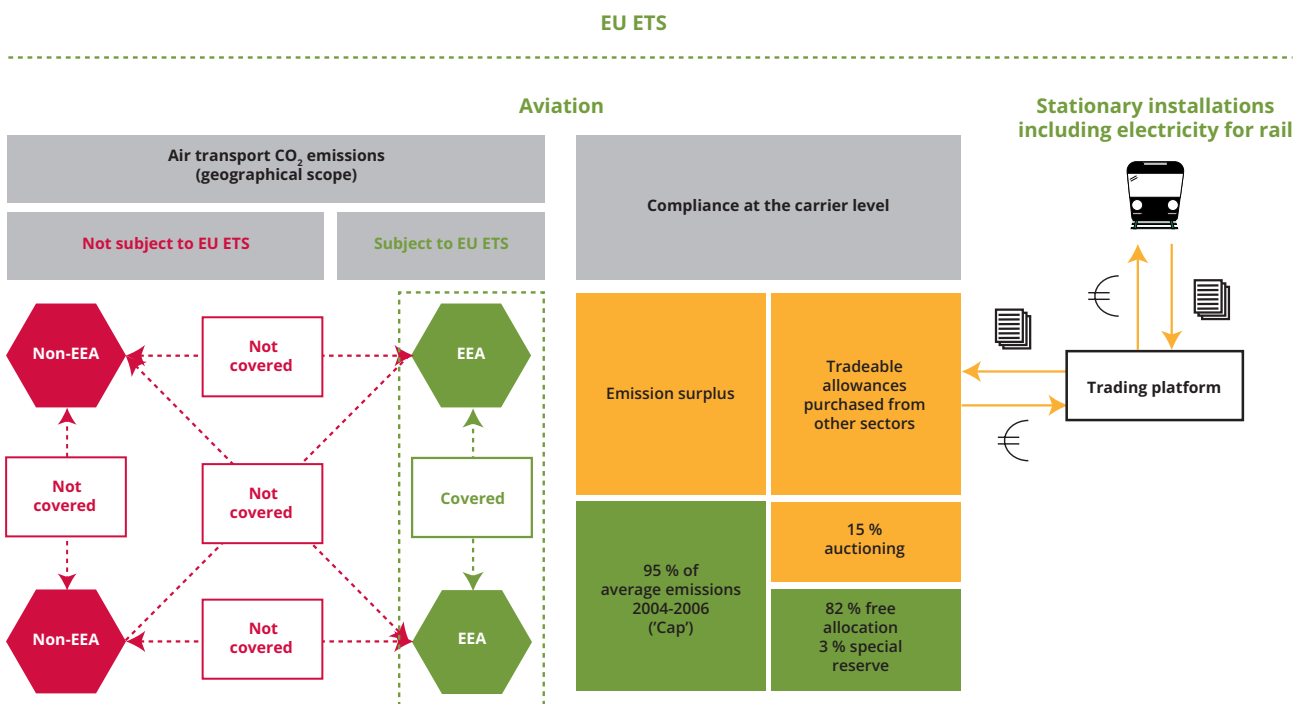 EU ETS
Aviation
Stationary installations
including electricity for rail
Air transport CO₂ emissions
(geographical scope)
Compliance at the carrier level
Not subject to EU ETS
Subject to EU ETS
Non-EEA
Not
covered
EEA
Not
covered
Not
covered
Covered
Non-EEA
Not
covered
EEA
Emission surplus
Tradeable
allowances
purchased from
other sectors
95 % of
average emissions
2004-2006
('Cap')
15 %
auctioning
82 % free
allocation
3 % special
reserve
€
Trading platform
€